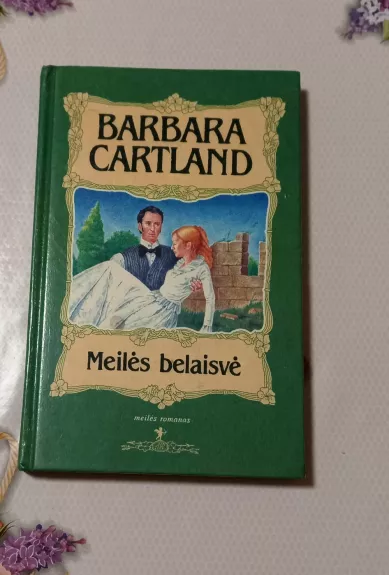 BARBARA
CARTLAND
Meilės belaisvė
meilės romanas